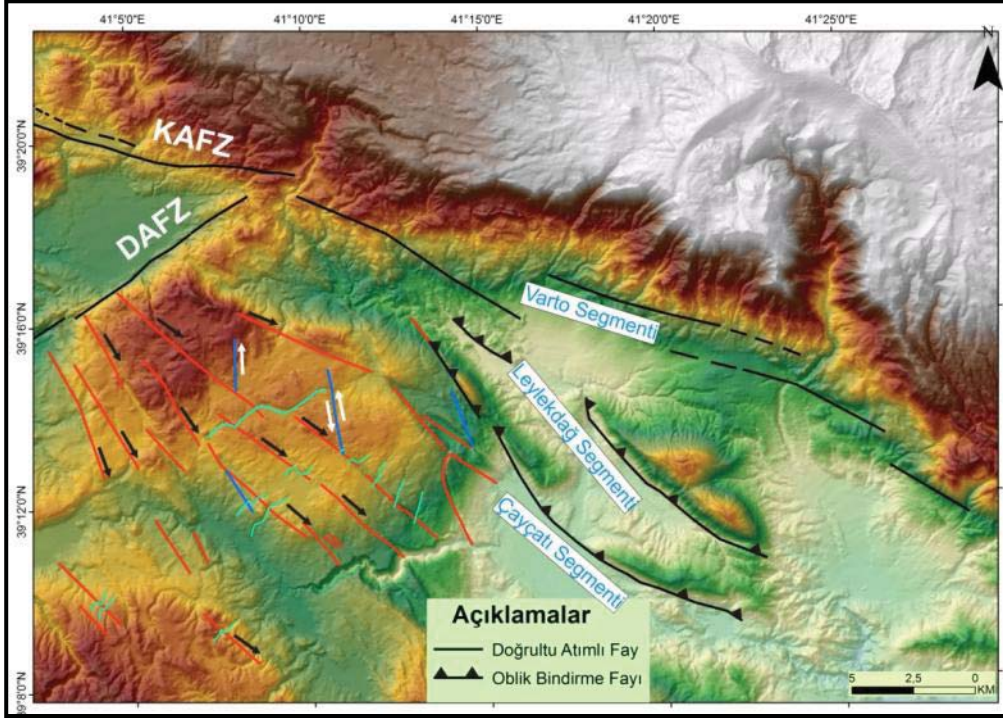 41°5'0"E
41°10'0"E
41°15'0"E
41°20'0"E
41°25'0"E
N
39°20'0"N
39°16'0"N
39°12'0"N
39°8'0"N
KAFZ
DAFZ
Varto Segmenti
Leylekdağ Segmenti
Çayçatı Segmenti
Açıklamalar
Doğrultu Atımlı Fay
Oblik Bindirme Fayı
5 2,5 0
KM